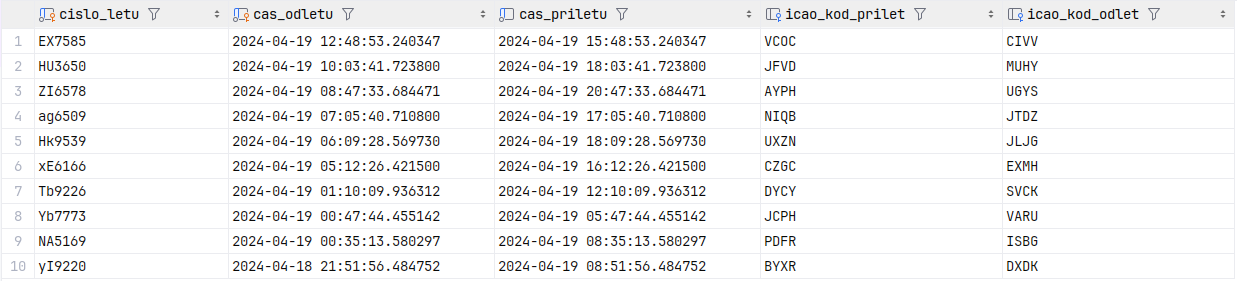 cislo_letu cas_odletu cas_priletu icao_kod_prilet icao_kod_odlet
1 EX7585 2024-04-19 12:48:53.240347 2024-04-19 15:48:53.240347 VCOC CIVV
2 HU3650 2024-04-19 10:03:41.723800 2024-04-19 18:03:41.723800 JFVD MUHY
3 ZI6578 2024-04-19 08:47:33.684471 2024-04-19 20:47:33.684471 AYPH UGYS
4 ag6509 2024-04-19 07:05:40.710800 2024-04-19 17:05:40.710800 NIQB JTDZ
5 Hk9539 2024-04-19 06:09:28.569730 2024-04-19 18:09:28.569730 UXZN JLJG
6 xE6166 2024-04-19 05:12:26.421500 2024-04-19 16:12:26.421500 CZGC EXMH
7 Tb9226 2024-04-19 01:10:09.936312 2024-04-19 12:10:09.936312 DYCY SVCK
8 Yb7773 2024-04-19 00:47:44.455142 2024-04-19 05:47:44.455142 JCPH VARU
9 NA5169 2024-04-19 00:35:13.580297 2024-04-19 08:35:13.580297 PDFR ISBG
10 yI9220 2024-04-18 21:51:56.484752 2024-04-19 08:51:56.484752 BYXR DXDK